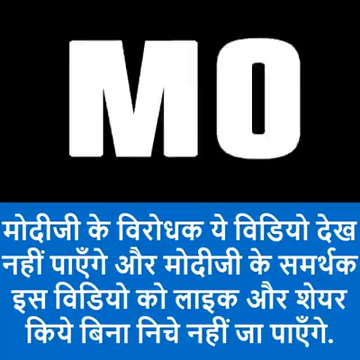 MO
मोदीजी के विरोधक ये विडियो देख
नहीं पाएँगे और मोदीजी के समर्थक
इस विडियो को लाइक और शेयर
किये बिना निचे नहीं जा पाएँगे.